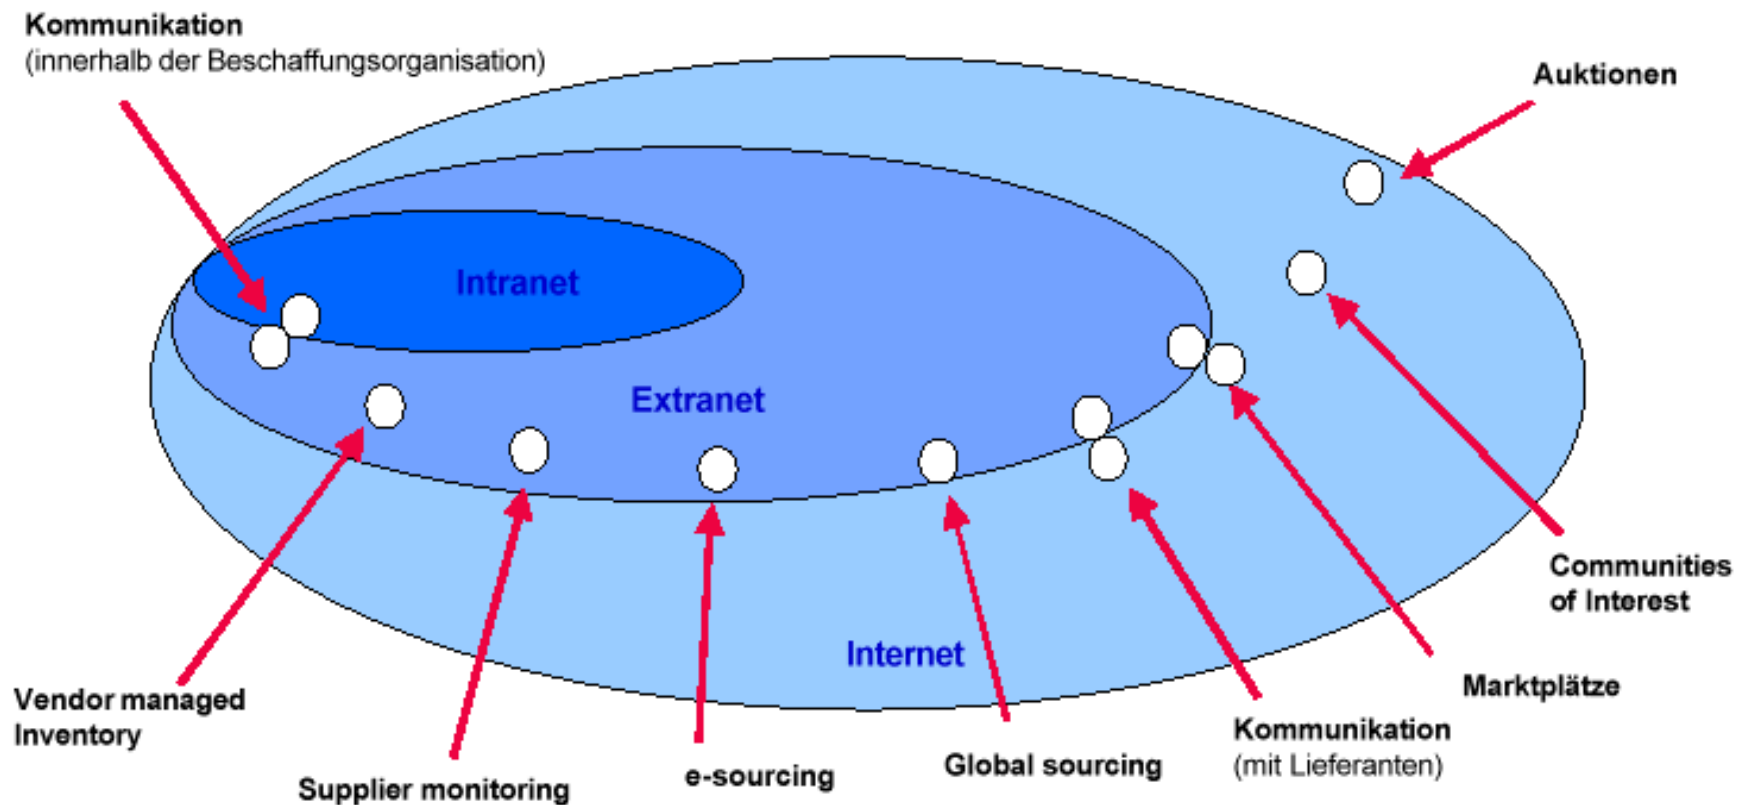 Kommunikation
(innerhalb der Beschaffungsorganisation)
Auktionen
Intranet
Extranet
Communities
of Interest
Internet
Marktplätze
Vendor managed
Inventory
Kommunikation
(mit Lieferanten)
Global sourcing
e-sourcing
Supplier monitoring